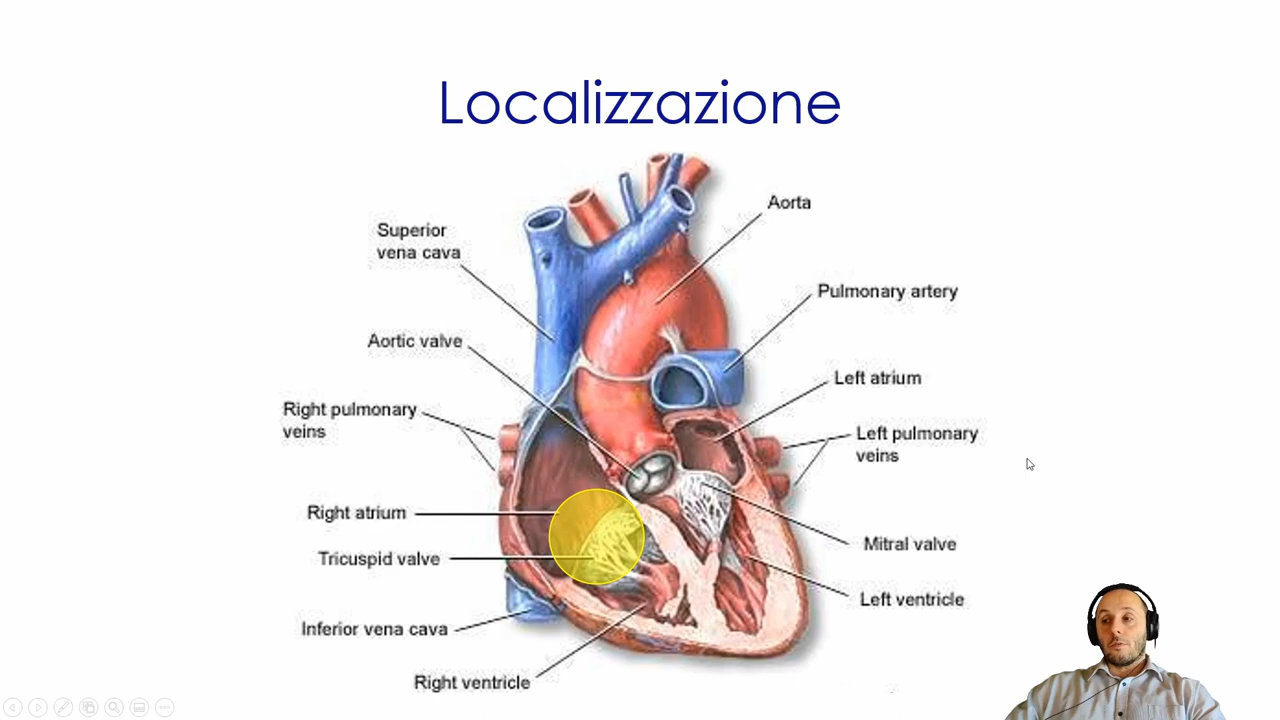 Localizzazione
Aorta
Superior
vena cava
Pulmonary artery
Aortic valve
Left atrium
Right pulmonary
veins
Left pulmonary
veins
Right atrium
Mitral valve
Tricuspid valve
Left ventricle
Inferior vena cava
Right ventricle